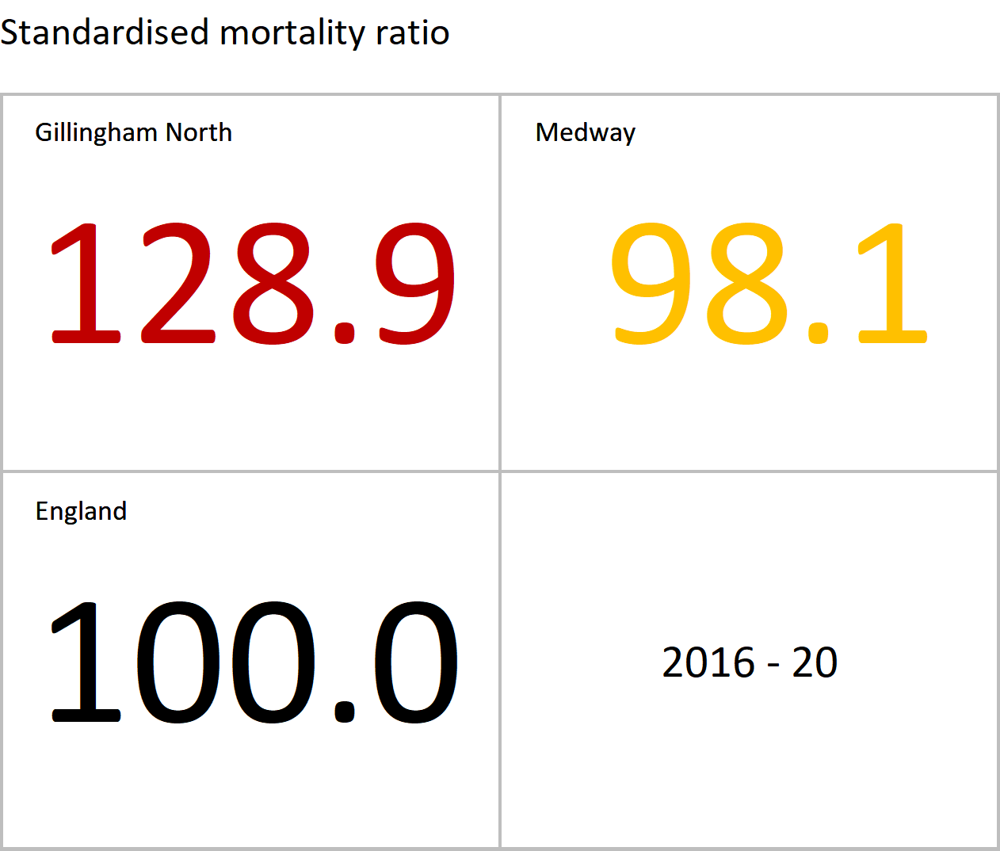 Standardised mortality ratio
Gillingham North
128.9
Medway
98.1
England
100.0
2016 - 20